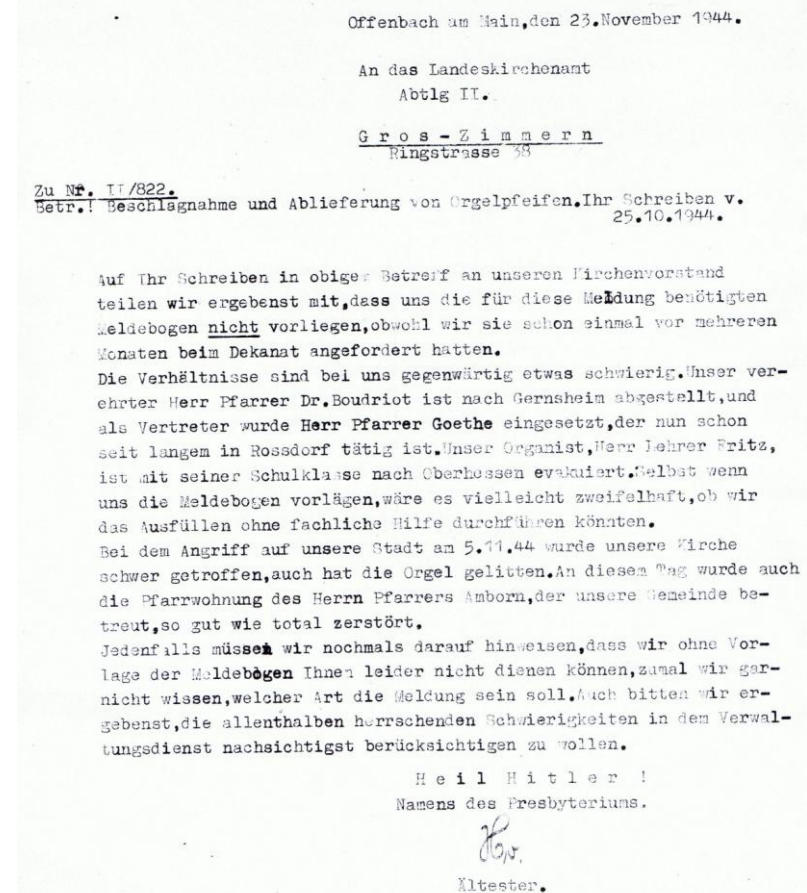 Offenbach am Main,den 23.November 1944.
An das Landeskirchenamt
Abtlg II.
G r o s - Z i m m e r n
Ringstrasse 38
Zu Nr. II/822.
Betr.! Beschlagnahme und Ablieferung von Orgelpfeifen.Ihr Schreiben v.
25.10.1944.
Auf Ihr Schreiben in obiger Betreff an unseren Kirchenvorstand
teilen wir ergebenst mit,dass uns die für diese Meldung benötigten
Meldebogen nicht vorliegen,obwohl wir sie schon einmal vor mehreren
Monaten beim Dekanat angefordert hatten.
Die Verhältnisse sind bei uns gegenwärtig etwas schwierig.Unser ver-
ehrter Herr Pfarrer Dr.Boudriot ist nach Gernsheim abgestellt,und
als Vertreter wurde Herr Pfarrer Goethe eingesetzt,der nun schon
seit langem in Rossdorf tätig ist.Unser Organist,Herr Lehrer Fritz,
ist mit seiner Schulklasse nach Oberhessen evakuiert.Selbst wenn
uns die Meldebogen vorlägen,wäre es vielleicht zweifelhaft,ob wir
das Ausfüllen ohne fachliche Hilfe durchführen könnten.
Bei dem Angriff auf unsere Stadt am 5.11.44 wurde unsere Kirche
schwer getroffen,auch hat die Orgel gelitten.An diesem Tag wurde auch
die Pfarrwohnung des Herrn Pfarrers Amborn,der unsere Gemeinde be-
treut,so gut wie total zerstört.
Jedenfalls müssen wir nochmals darauf hinweisen,dass wir ohne Vor-
lage der Meldebögen Ihnen leider nicht dienen können,zumal wir gar-
nicht wissen,welcher Art die Meldung sein soll.Auch bitten wir er-
gebenst,die allenthalben herrschenden Schwierigkeiten in dem Verwal-
tungsdienst nachsichtigst berücksichtigen zu wollen.
H e i l H i t l e r !
Namens des Presbyteriums.
Ältester.